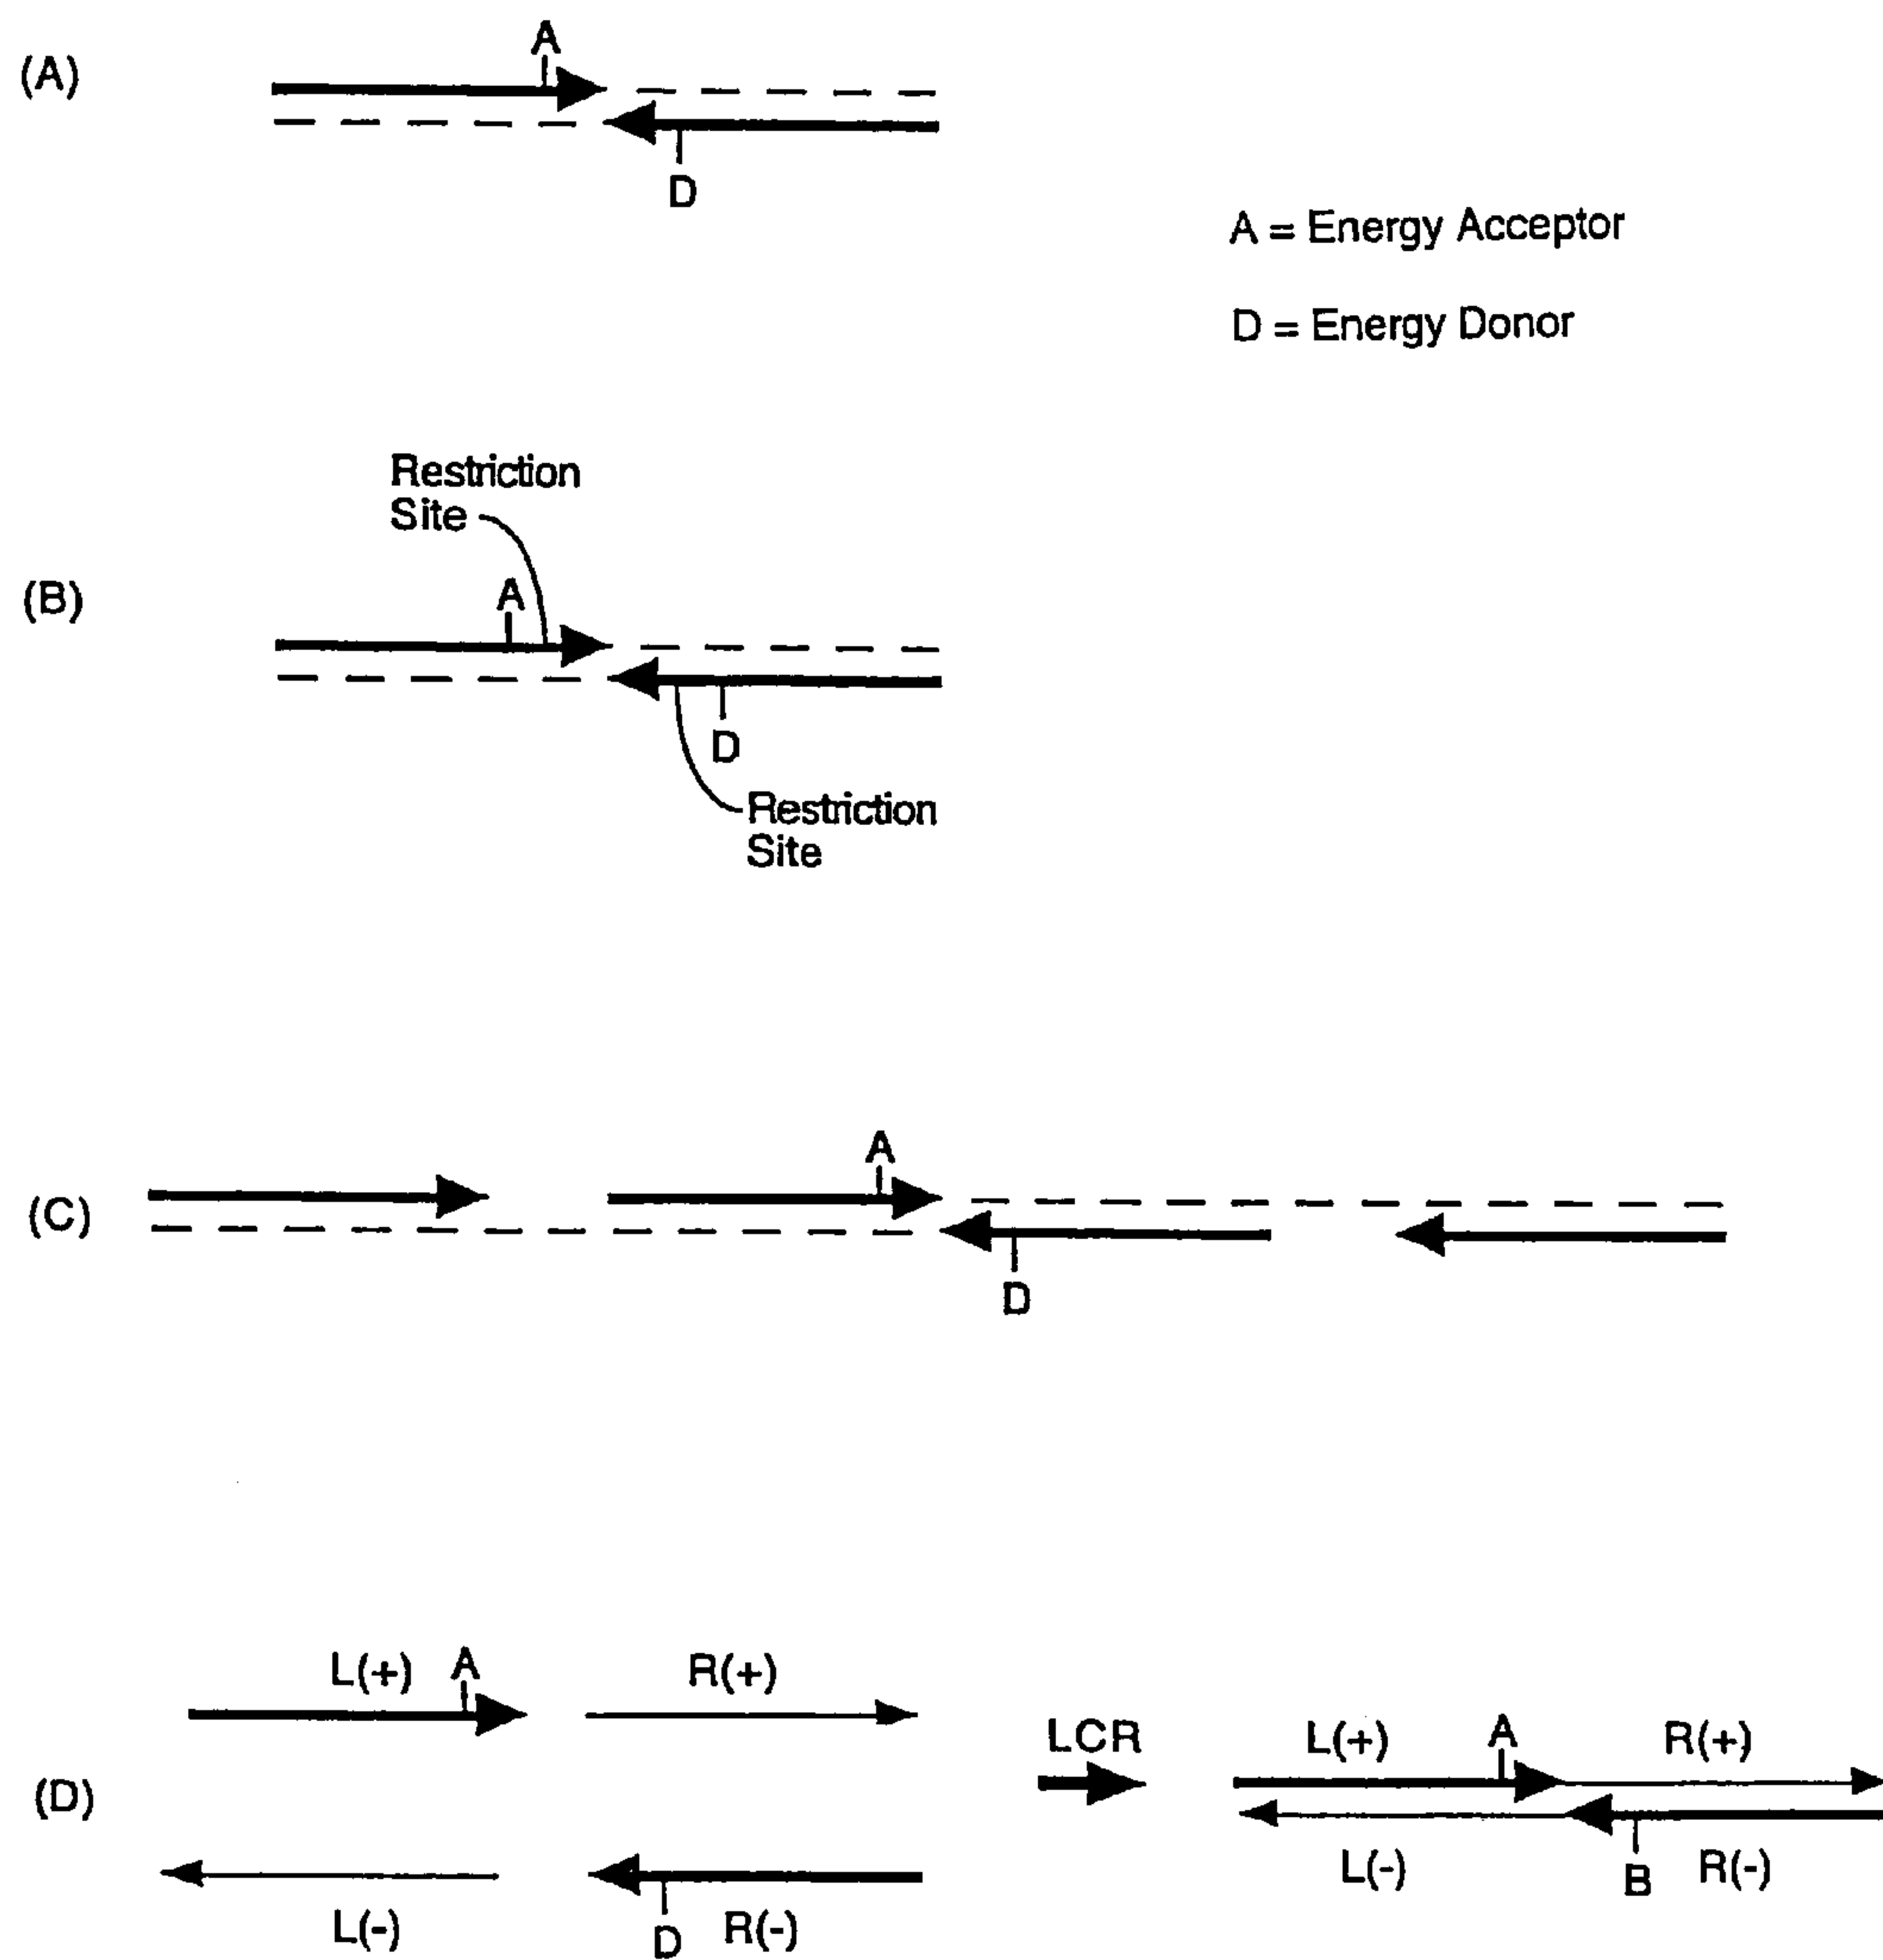 (A)
A
D
A = Energy Acceptor
D = Energy Donor
(B)
Restriction
Site
A
D
Restriction
Site
(C)
A
D
(D)
L(+) A
R(+)
L(-)
D R(-)
LCR
L(+) A R(+)
L(-) B R(-)